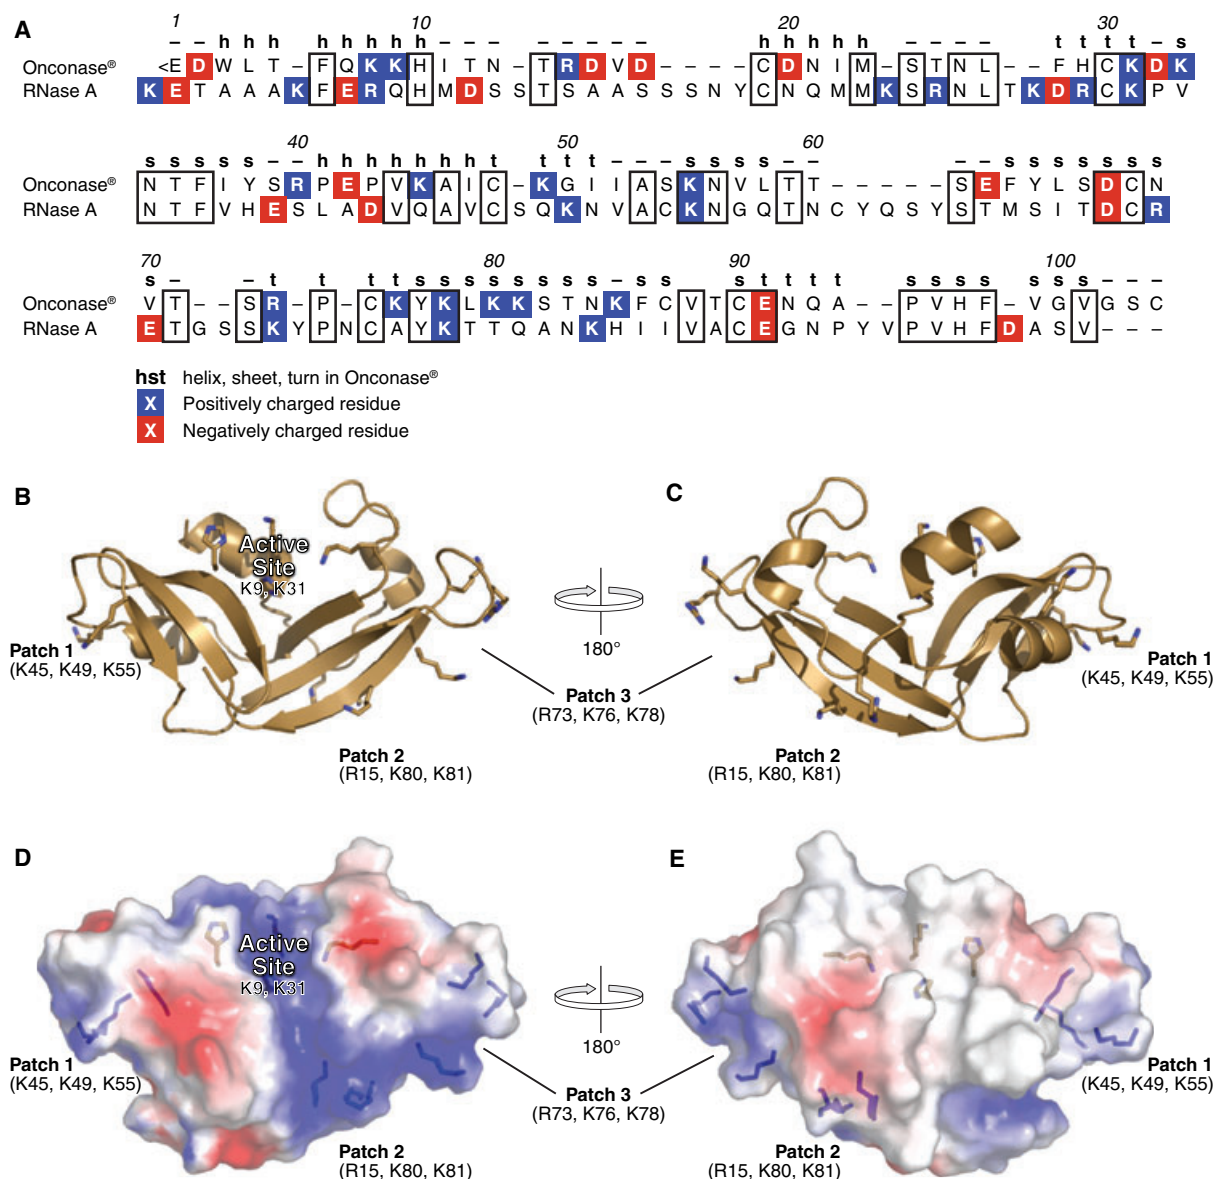 A
1 10 20 30
– – h h h h h h h h – – – – – – – – h h h h h – – – – t t t t – s
Onconase® <E D W L T – F Q K K H I T N – T R D V D C D N I M – S T N L – – F H C K D K
RNase A K E T A A A K F E R Q H M D S S T S A A S S S N Y C N Q M M K S R N L T K D R C K P V
40 50 60
s s s s s – – h h h h h h h t t t t – – – s s s s – – – – s s s s s s s
Onconase® N T F I Y S R P E P V K A I C – K G I I A S K N V L T T – – – – – S E F Y L S D C N
RNase A N T F V H E S L A D V Q A V C S Q K N V A C K N G Q T N C Y Q S Y S T M S I T D C R
70 80 90 100
s – t t t t s s s s s s s s s s s s t t t t s s s s s s s – – –
Onconase® V T – – S R – P – C K Y K L K K S T N K F C V T C E N Q A – – P V H F – V G V G S C
RNase A E T G S S K Y P N C A Y K T T Q A N K H I I V A C E G N P Y V P V H F D A S V – – –
hst helix, sheet, turn in Onconase®
X Positively charged residue
X Negatively charged residue
B
Active
Site
K9, K31
Patch 1
(K45, K49, K55)
Patch 2
(R15, K80, K81)
180°
Patch 3
(R73, K76, K78)
C
Patch 1
(K45, K49, K55)
Patch 2
(R15, K80, K81)
D
Active
Site
K9, K31
Patch 1
(K45, K49, K55)
Patch 2
(R15, K80, K81)
180°
Patch 3
(R73, K76, K78)
E
Patch 1
(K45, K49, K55)
Patch 2
(R15, K80, K81)